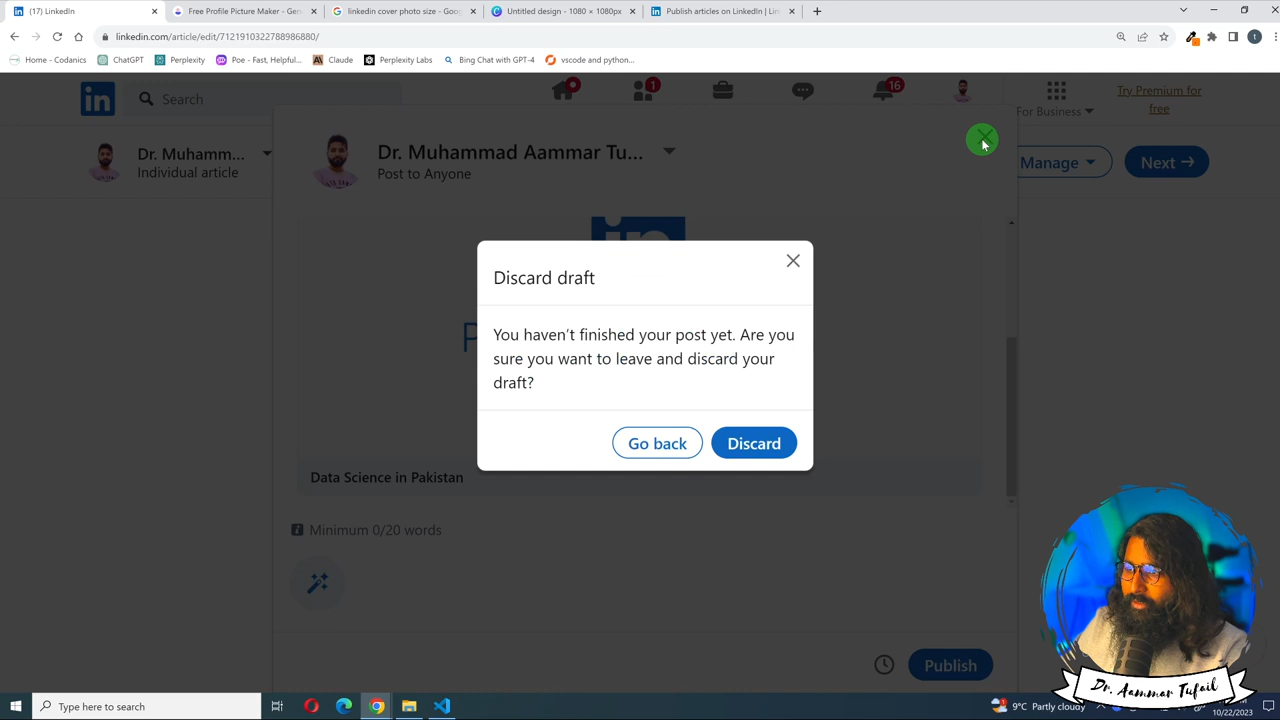 (17) LinkedIn
Free Profile Picture Maker - Gen
linkedin cover photo size - Goog
Untitled design - 1080 × 1080px
Publish articles on LinkedIn | Lin
linkedin.com/article/edit/7121910322788986880/
Home - Codanics
ChatGPT
Perplexity
Poe - Fast, Helpful...
Claude
Perplexity Labs
Bing Chat with GPT-4
vscode and python...
Search
1
16
For Business
Try Premium for
free
Dr. Muhamm...
Individual article
Dr. Muhammad Aammar Tu...
Post to Anyone
Manage
Next
Discard draft
You haven't finished your post yet. Are you
sure you want to leave and discard your
draft?
Go back
Discard
Data Science in Pakistan
Minimum 0/20 words
Publish
Dr. Aammar Tufail
Type here to search
9°C Partly cloudy
10/22/2023